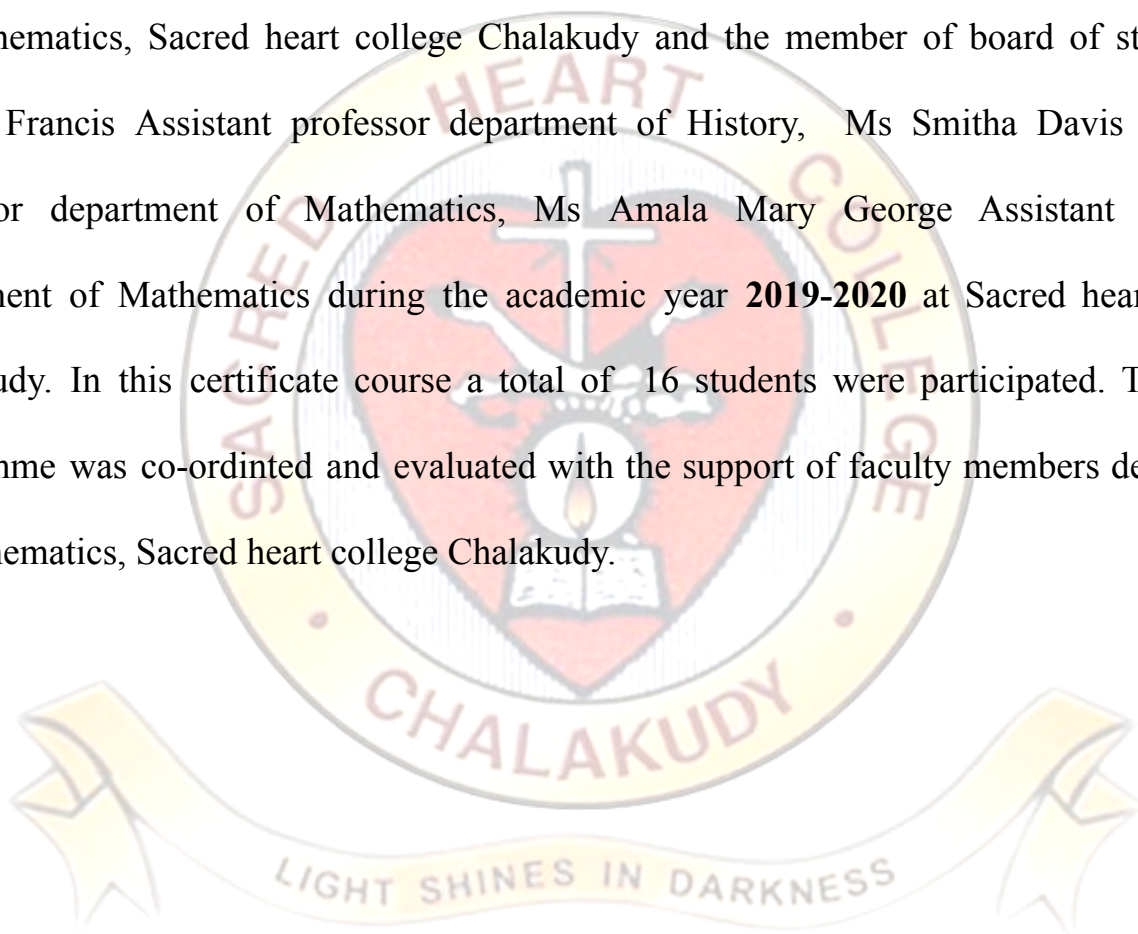 hematics, Sacred heart college Chalakudy and the member of board of st
Francis Assistant professor department of History, Ms Smitha Davis
or department of Mathematics, Ms Amala Mary George Assistant
nent of Mathematics during the academic year 2019-2020 at Sacred hear
udy. In this certificate course a total of 16 students were participated. T
nme was co-ordinted and evaluated with the support of faculty members de
hematics, Sacred heart college Chalakudy.
SACRED HEART COLLEGE
CHALAKUDY
LIGHT SHINES IN DARKNESS